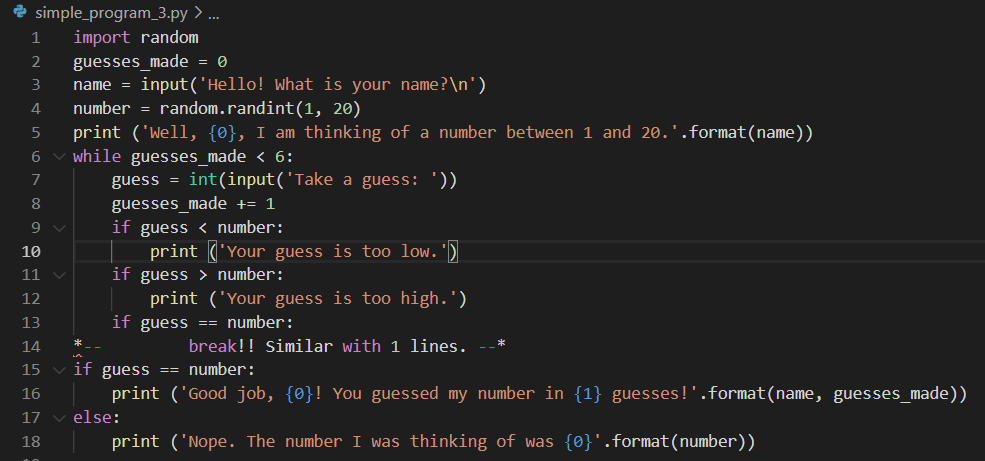 simple_program_3.py > ...
1 import random
2 guesses_made = 0
3 name = input('Hello! What is your name?\n')
4 number = random.randint(1, 20)
5 print ('Well, {0}, I am thinking of a number between 1 and 20.'.format(name))
6 while guesses_made < 6:
7     guess = int(input('Take a guess: '))
8     guesses_made += 1
9     if guess < number:
10         print ('Your guess is too low.')
11     if guess > number:
12         print ('Your guess is too high.')
13     if guess == number:
14 *--         break!! Similar with 1 lines. --*
15 if guess == number:
16     print ('Good job, {0}! You guessed my number in {1} guesses!'.format(name, guesses_made))
17 else:
18     print ('Nope. The number I was thinking of was {0}'.format(number))